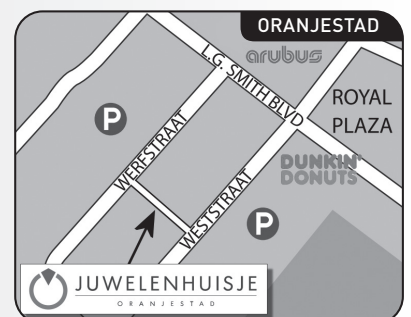 ORANJESTAD
arubus
L.G. SMITH BLVD
ROYAL
PLAZA
P
WERFSTRAAT
DUNKIN'
DONUTS
WESTSTRAAT
P
JUWELENHUISJE
ORANJESTAD